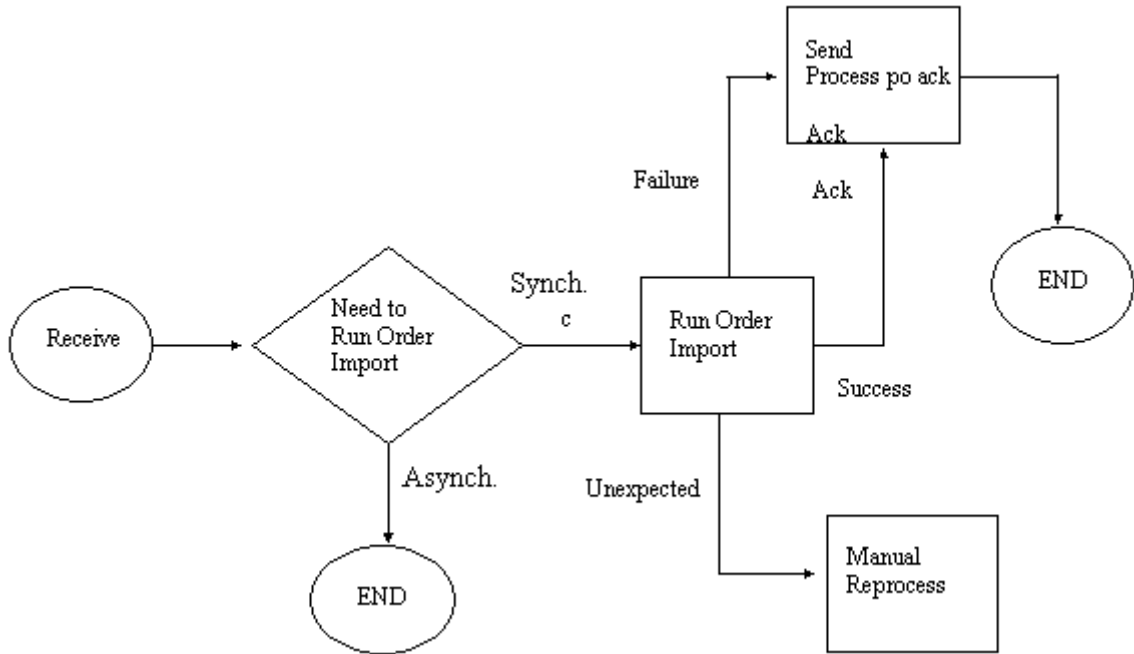 Send
Process po ack
Ack
Failure
Ack
END
Receive
Need to
Run Order
Import
Synch.
c
Run Order
Import
Success
Asynch.
Unexpected
END
Manual
Reprocess